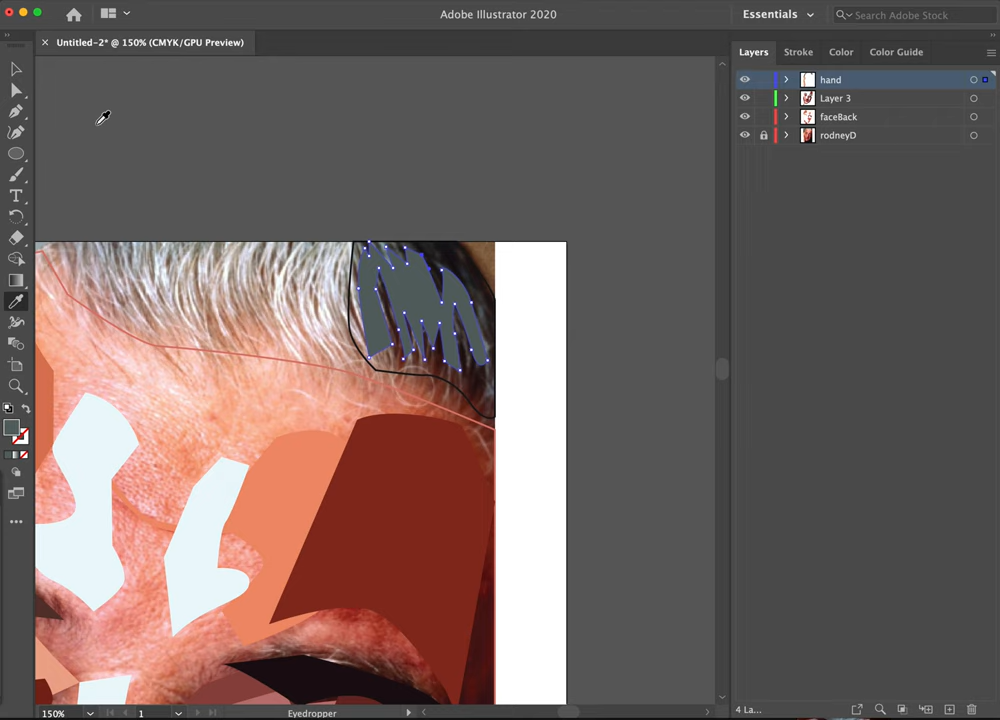 Adobe Illustrator 2020
Essentials
Search Adobe Stock
Untitled-2* @ 150% (CMYK/GPU Preview)
Layers
Stroke
Color
Color Guide
hand
Layer 3
faceBack
rodneyD
150%
1
Eyedropper
4 La...